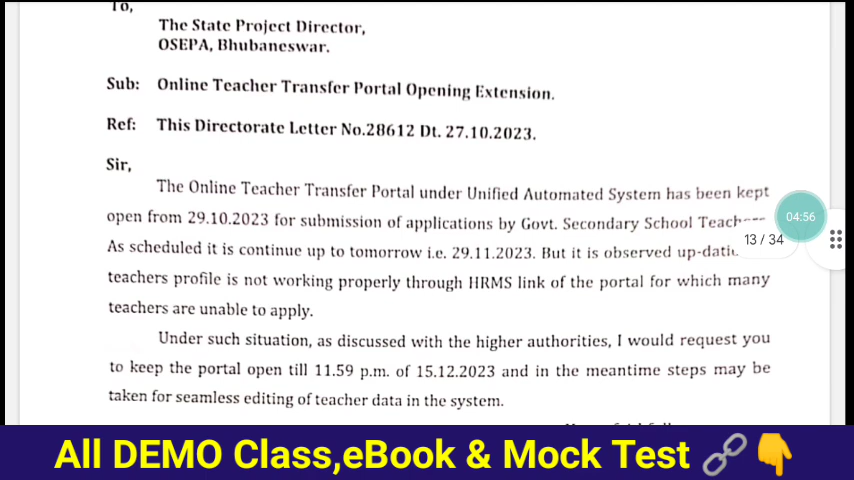 To,
The State Project Director,
OSEPA, Bhubaneswar.
Sub: Online Teacher Transfer Portal Opening Extension.
Ref: This Directorate Letter No.28612 Dt. 27.10.2023.
Sir,
The Online Teacher Transfer Portal under Unified Automated System has been kept
open from 29.10.2023 for submission of applications by Govt. Secondary School
04:56
As scheduled it is continue up to tomorrow i.e. 29.11.2023. But it is observed
13 / 34
teachers profile is not working properly through HRMS link of the portal for which many
teachers are unable to apply.
Under such situation, as discussed with the higher authorities, I would request you
to keep the portal open till 11.59 p.m. of 15.12.2023 and in the meantime steps may be
taken for seamless editing of teacher data in the system.
All DEMO Class,eBook & Mock Test